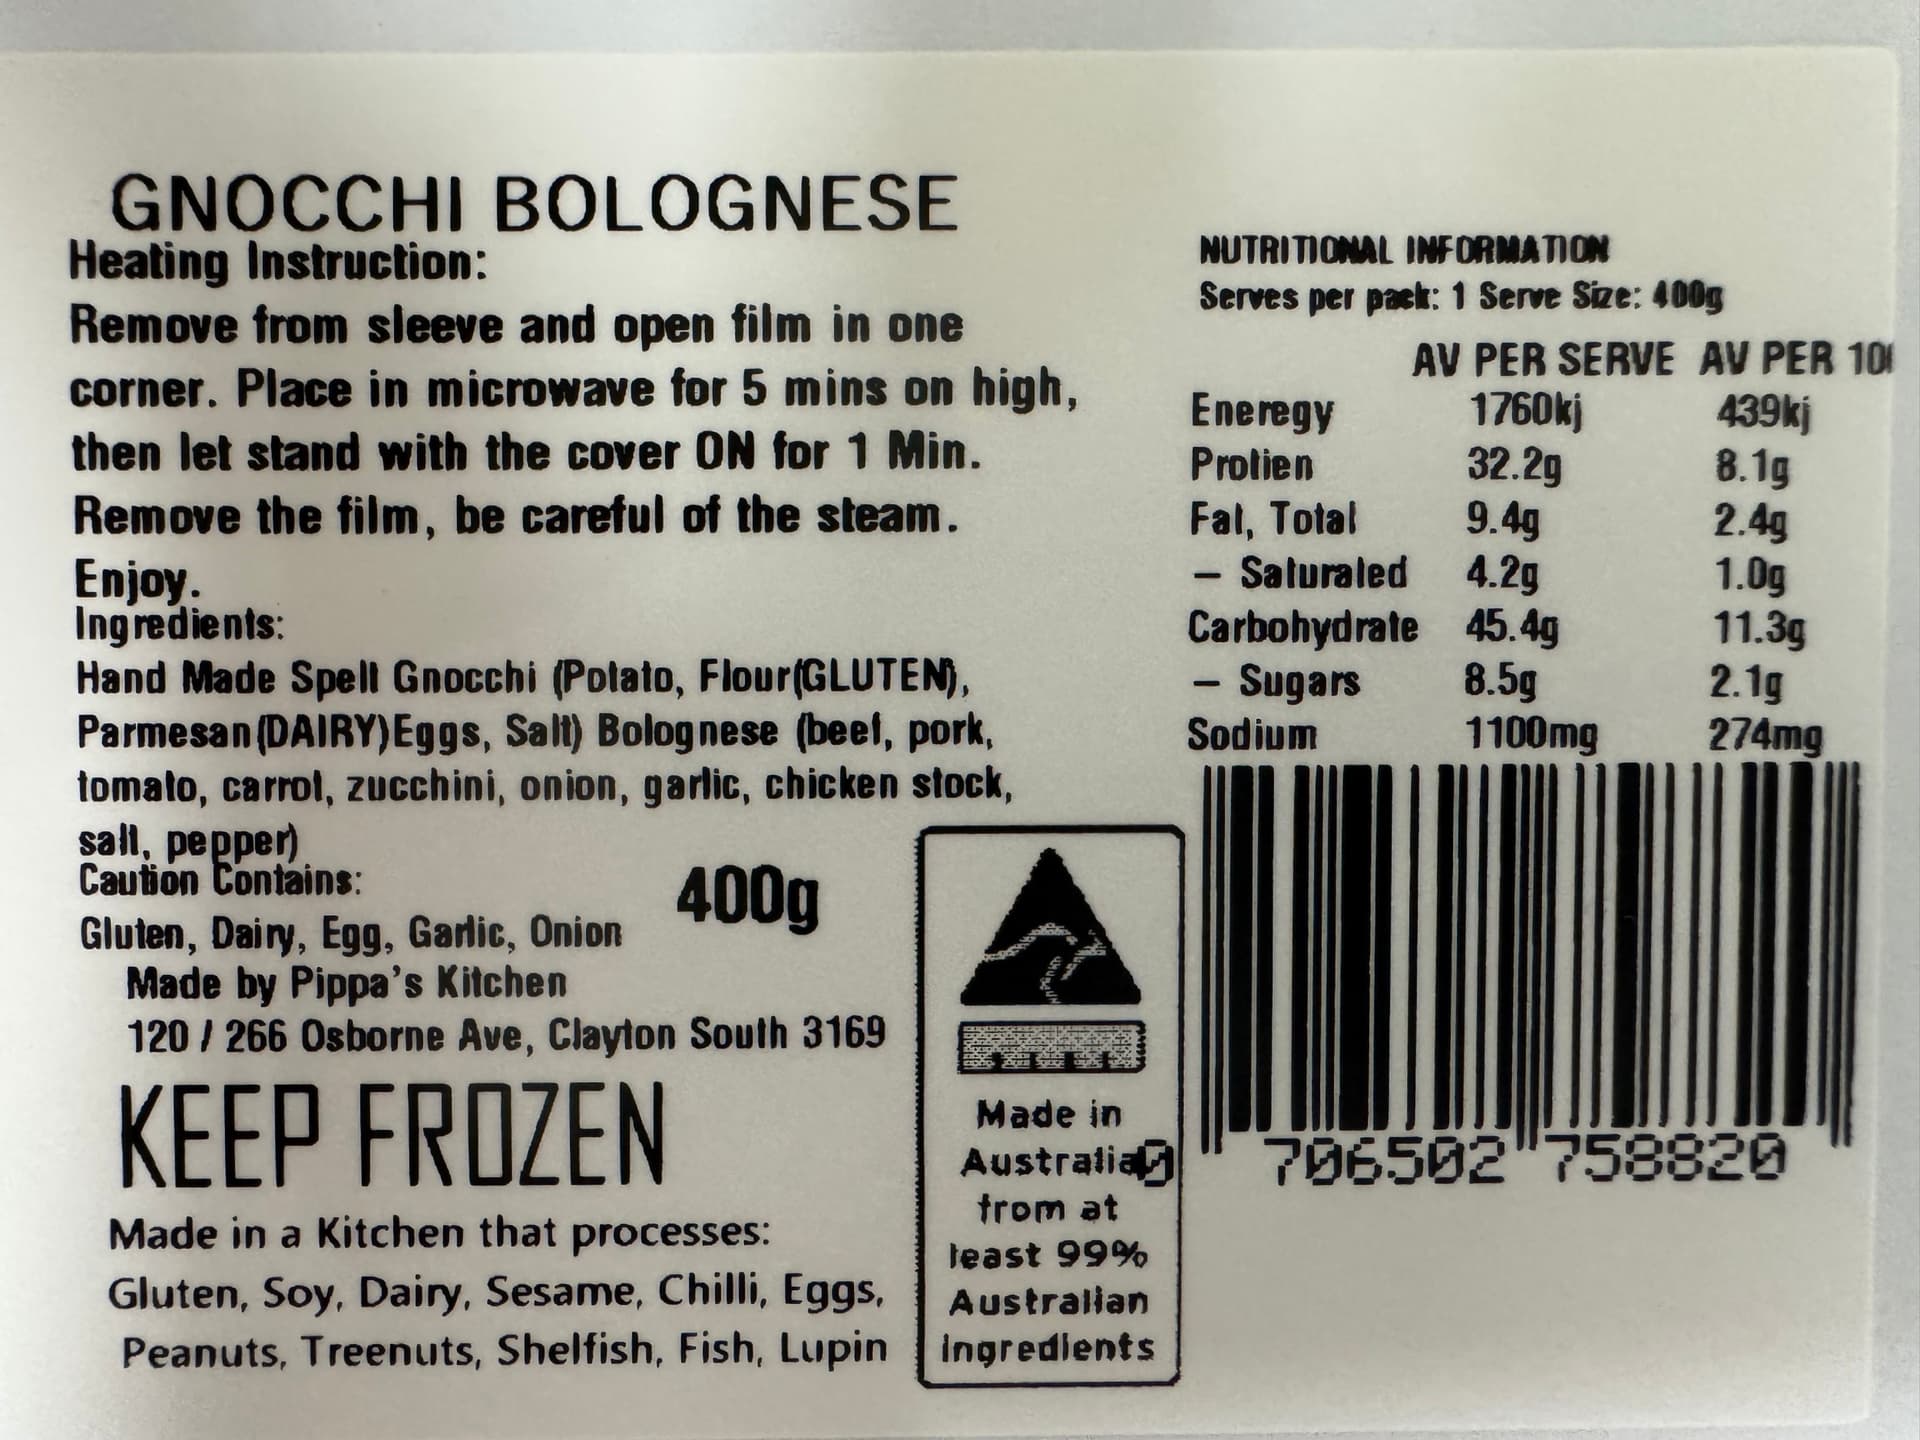 GNOCCHI BOLOGNESE
Heating Instruction:
Remove from sleeve and open film in one
corner. Place in microwave for 5 mins on high,
then let stand with the cover ON for 1 Min.
Remove the film, be careful of the steam.
Enjoy.
Ingredients:
Hand Made Spelt Gnocchi (Potato, Flour(GLUTEN),
Parmesan(DAIRY)Eggs, Salt) Bolognese (beef, pork,
tomato, carrot, zucchini, onion, garlic, chicken stock,
salt, pepper)
Caution Contains:
Gluten, Dairy, Egg, Garlic, Onion
400g
Made by Pippa's Kitchen
120 / 266 Osborne Ave, Clayton South 3169
KEEP FROZEN
Made in a Kitchen that processes:
Gluten, Soy, Dairy, Sesame, Chilli, Eggs,
Peanuts, Treenuts, Shelfish, Fish, Lupin
Made in
Australia
from at
least 99%
Australian
ingredients
NUTRITIONAL INFORMATION
Serves per pack: 1 Serve Size: 400g
AV PER SERVE AV PER 10
Eneregy 1760kj 439kj
Protien 32.2g 8.1g
Fat, Total 9.4g 2.4g
– Saturated 4.2g 1.0g
Carbohydrate 45.4g 11.3g
– Sugars 8.5g 2.1g
Sodium 1100mg 274mg
0 706502 758820